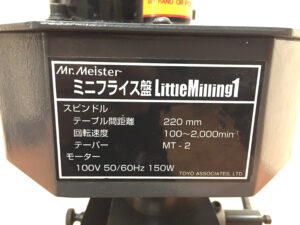 HAND OR F
Mr. Meister
ミニフライス盤 LittleMilling1
スピンドル
テーブル間距離 220 mm
回転速度 100～2,000min⁻¹
テーパー MT - 2
モーター
100V 50/60Hz 150W
TOYO ASSOCIATES, LTD.